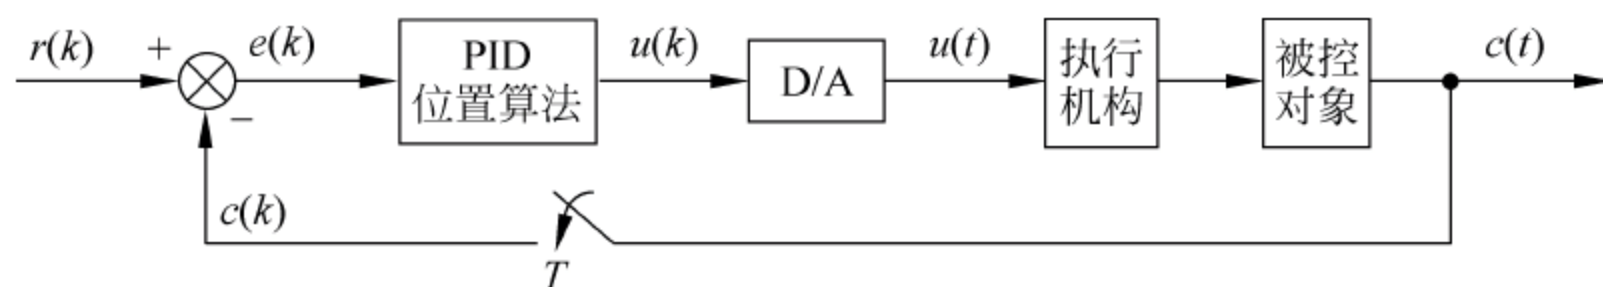 r(k)
+
e(k)
PID
位置算法
u(k)
D/A
u(t)
执行
机构
被控
对象
c(t)
−
c(k)
T